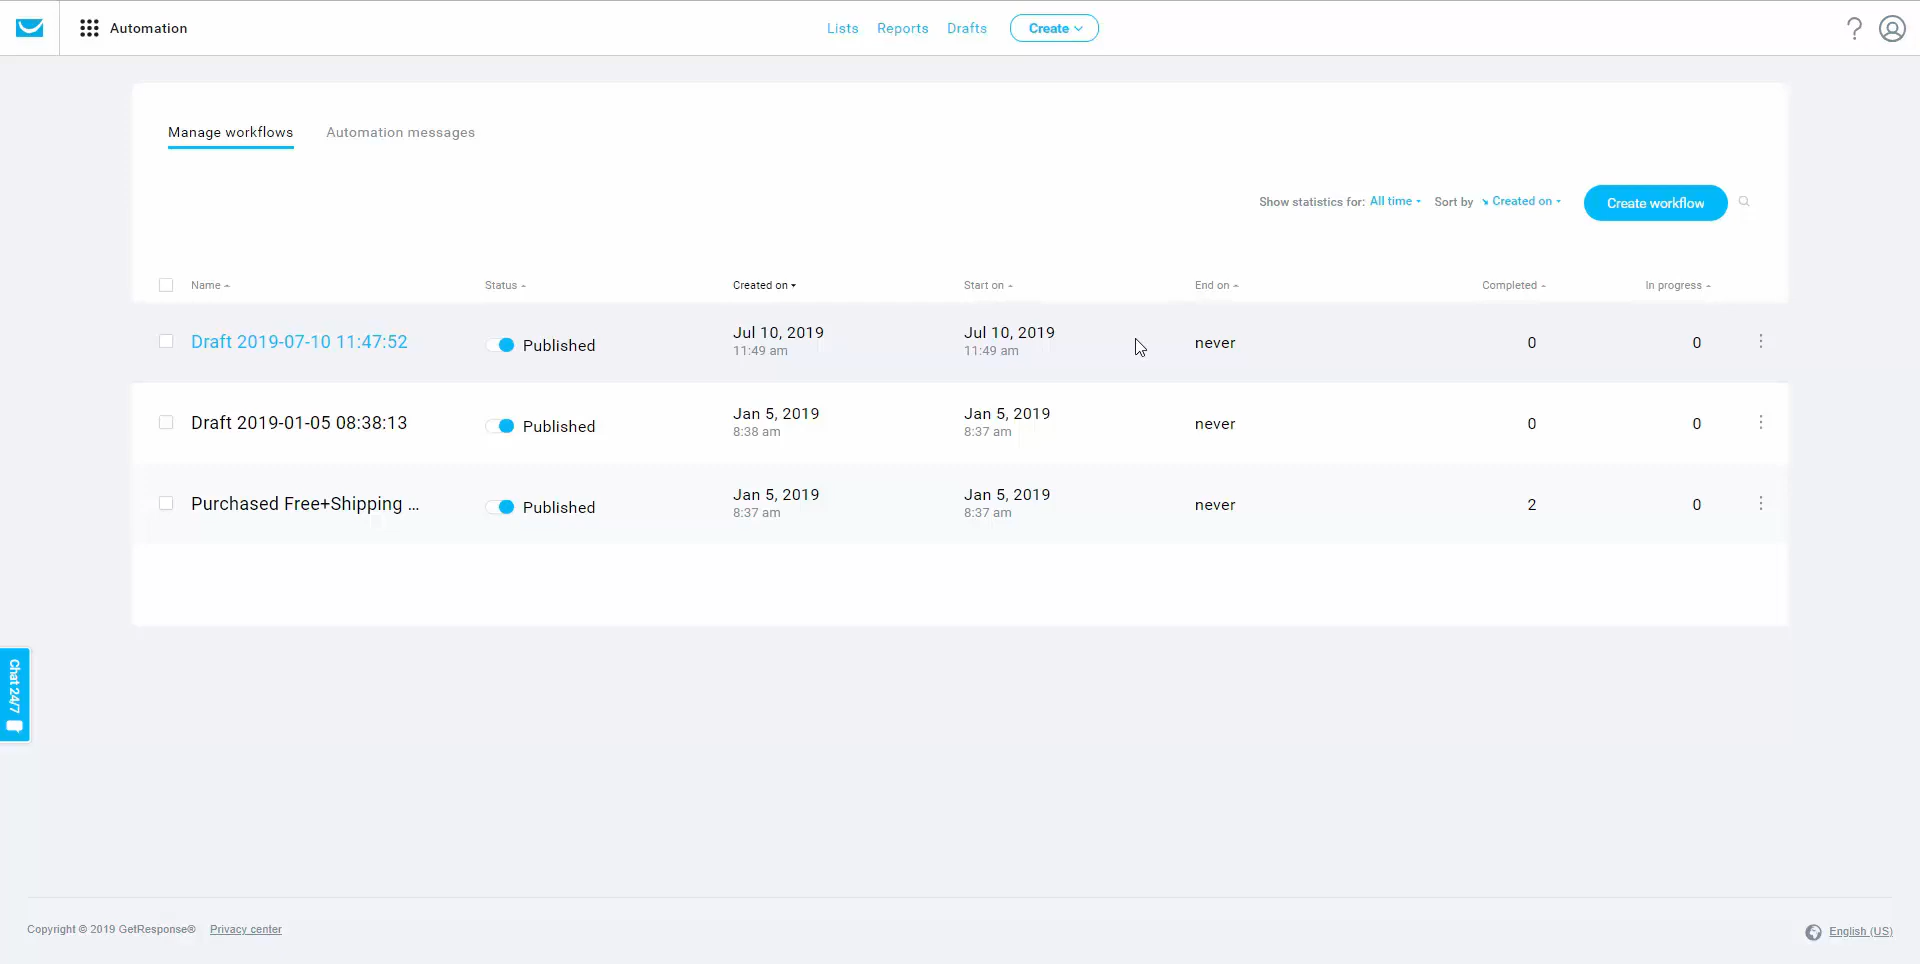 Automation
Lists Reports Drafts Create
Manage workflows Automation messages
Show statistics for: All time Sort by Created on Create workflow
Name Status Created on Start on End on Completed In progress
Draft 2019-07-10 11:47:52 Published Jul 10, 2019 Jul 10, 2019 never 0 0
11:49 am 11:49 am
Draft 2019-01-05 08:38:13 Published Jan 5, 2019 Jan 5, 2019 never 0 0
8:38 am 8:37 am
Purchased Free+Shipping ... Published Jan 5, 2019 Jan 5, 2019 never 2 0
8:37 am 8:37 am
Chat 24/7
Copyright © 2019 GetResponse® Privacy center
English (US)